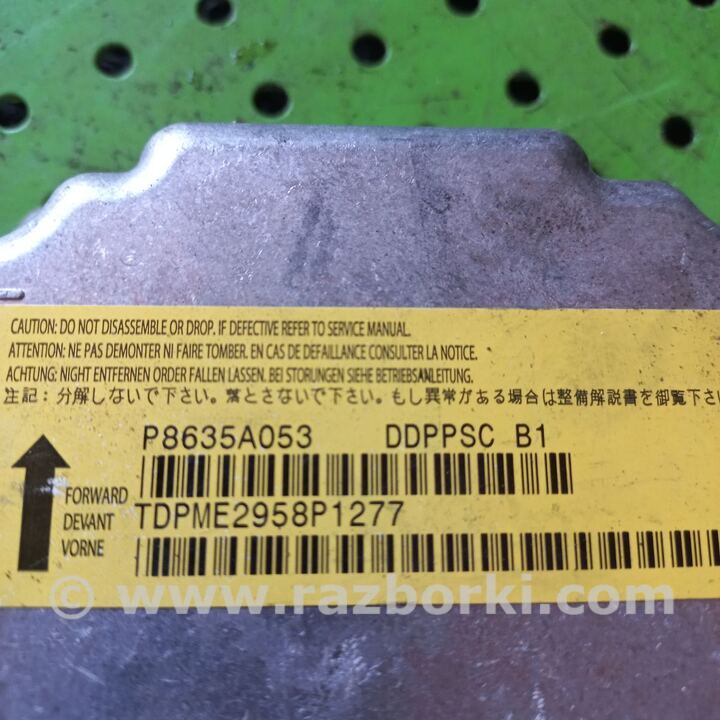 CAUTION: DO NOT DISASSEMBLE OR DROP. IF DEFECTIVE REFER TO SERVICE MANUAL.
ATTENTION: NE PAS DEMONTER NI FAIRE TOMBER. EN CAS DE DEFAILLANCE CONSULTER LA NOTICE.
ACHTUNG: NIGHT ENTFERNEN ORDER FALLEN LASSEN. BEI STORUNGEN SIEHE BETRIEBSANLEITUNG.
注記：分解しないで下さい。落とさないで下さい。もし異常がある場合は整備解説書を御覧下さい
P8635A053 DDPPSC B1
FORWARD
TDPME2958P1277
DEVANT
VORNE
© www.razborki.com